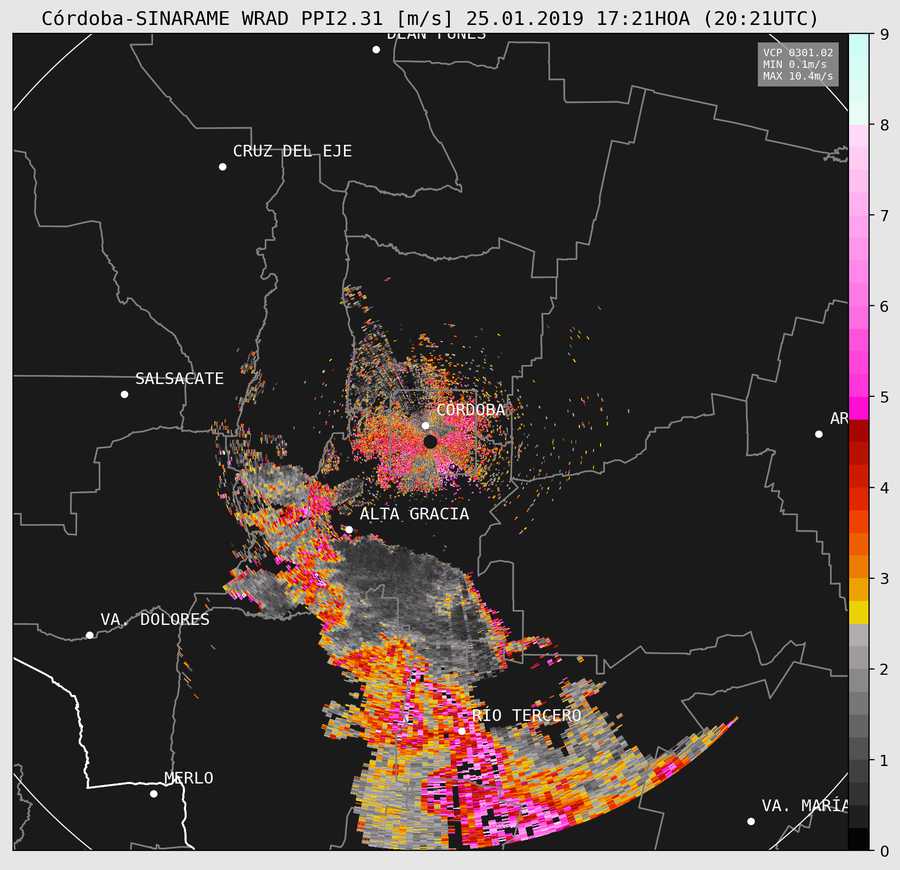 Córdoba-SINARAME WRAD PPI2.31 [m/s] 25.01.2019 17:21HOA (20:21UTC)
DEAN FUNES
VCP 0301.02
MIN 0.1m/s
MAX 10.4m/s
9
8
CRUZ DEL EJE
7
6
SALSACATE
5
CORDOBA
AR
4
ALTA GRACIA
3
VA. DOLORES
2
RIO TERCERO
1
MERLO
VA. MARÍA
0